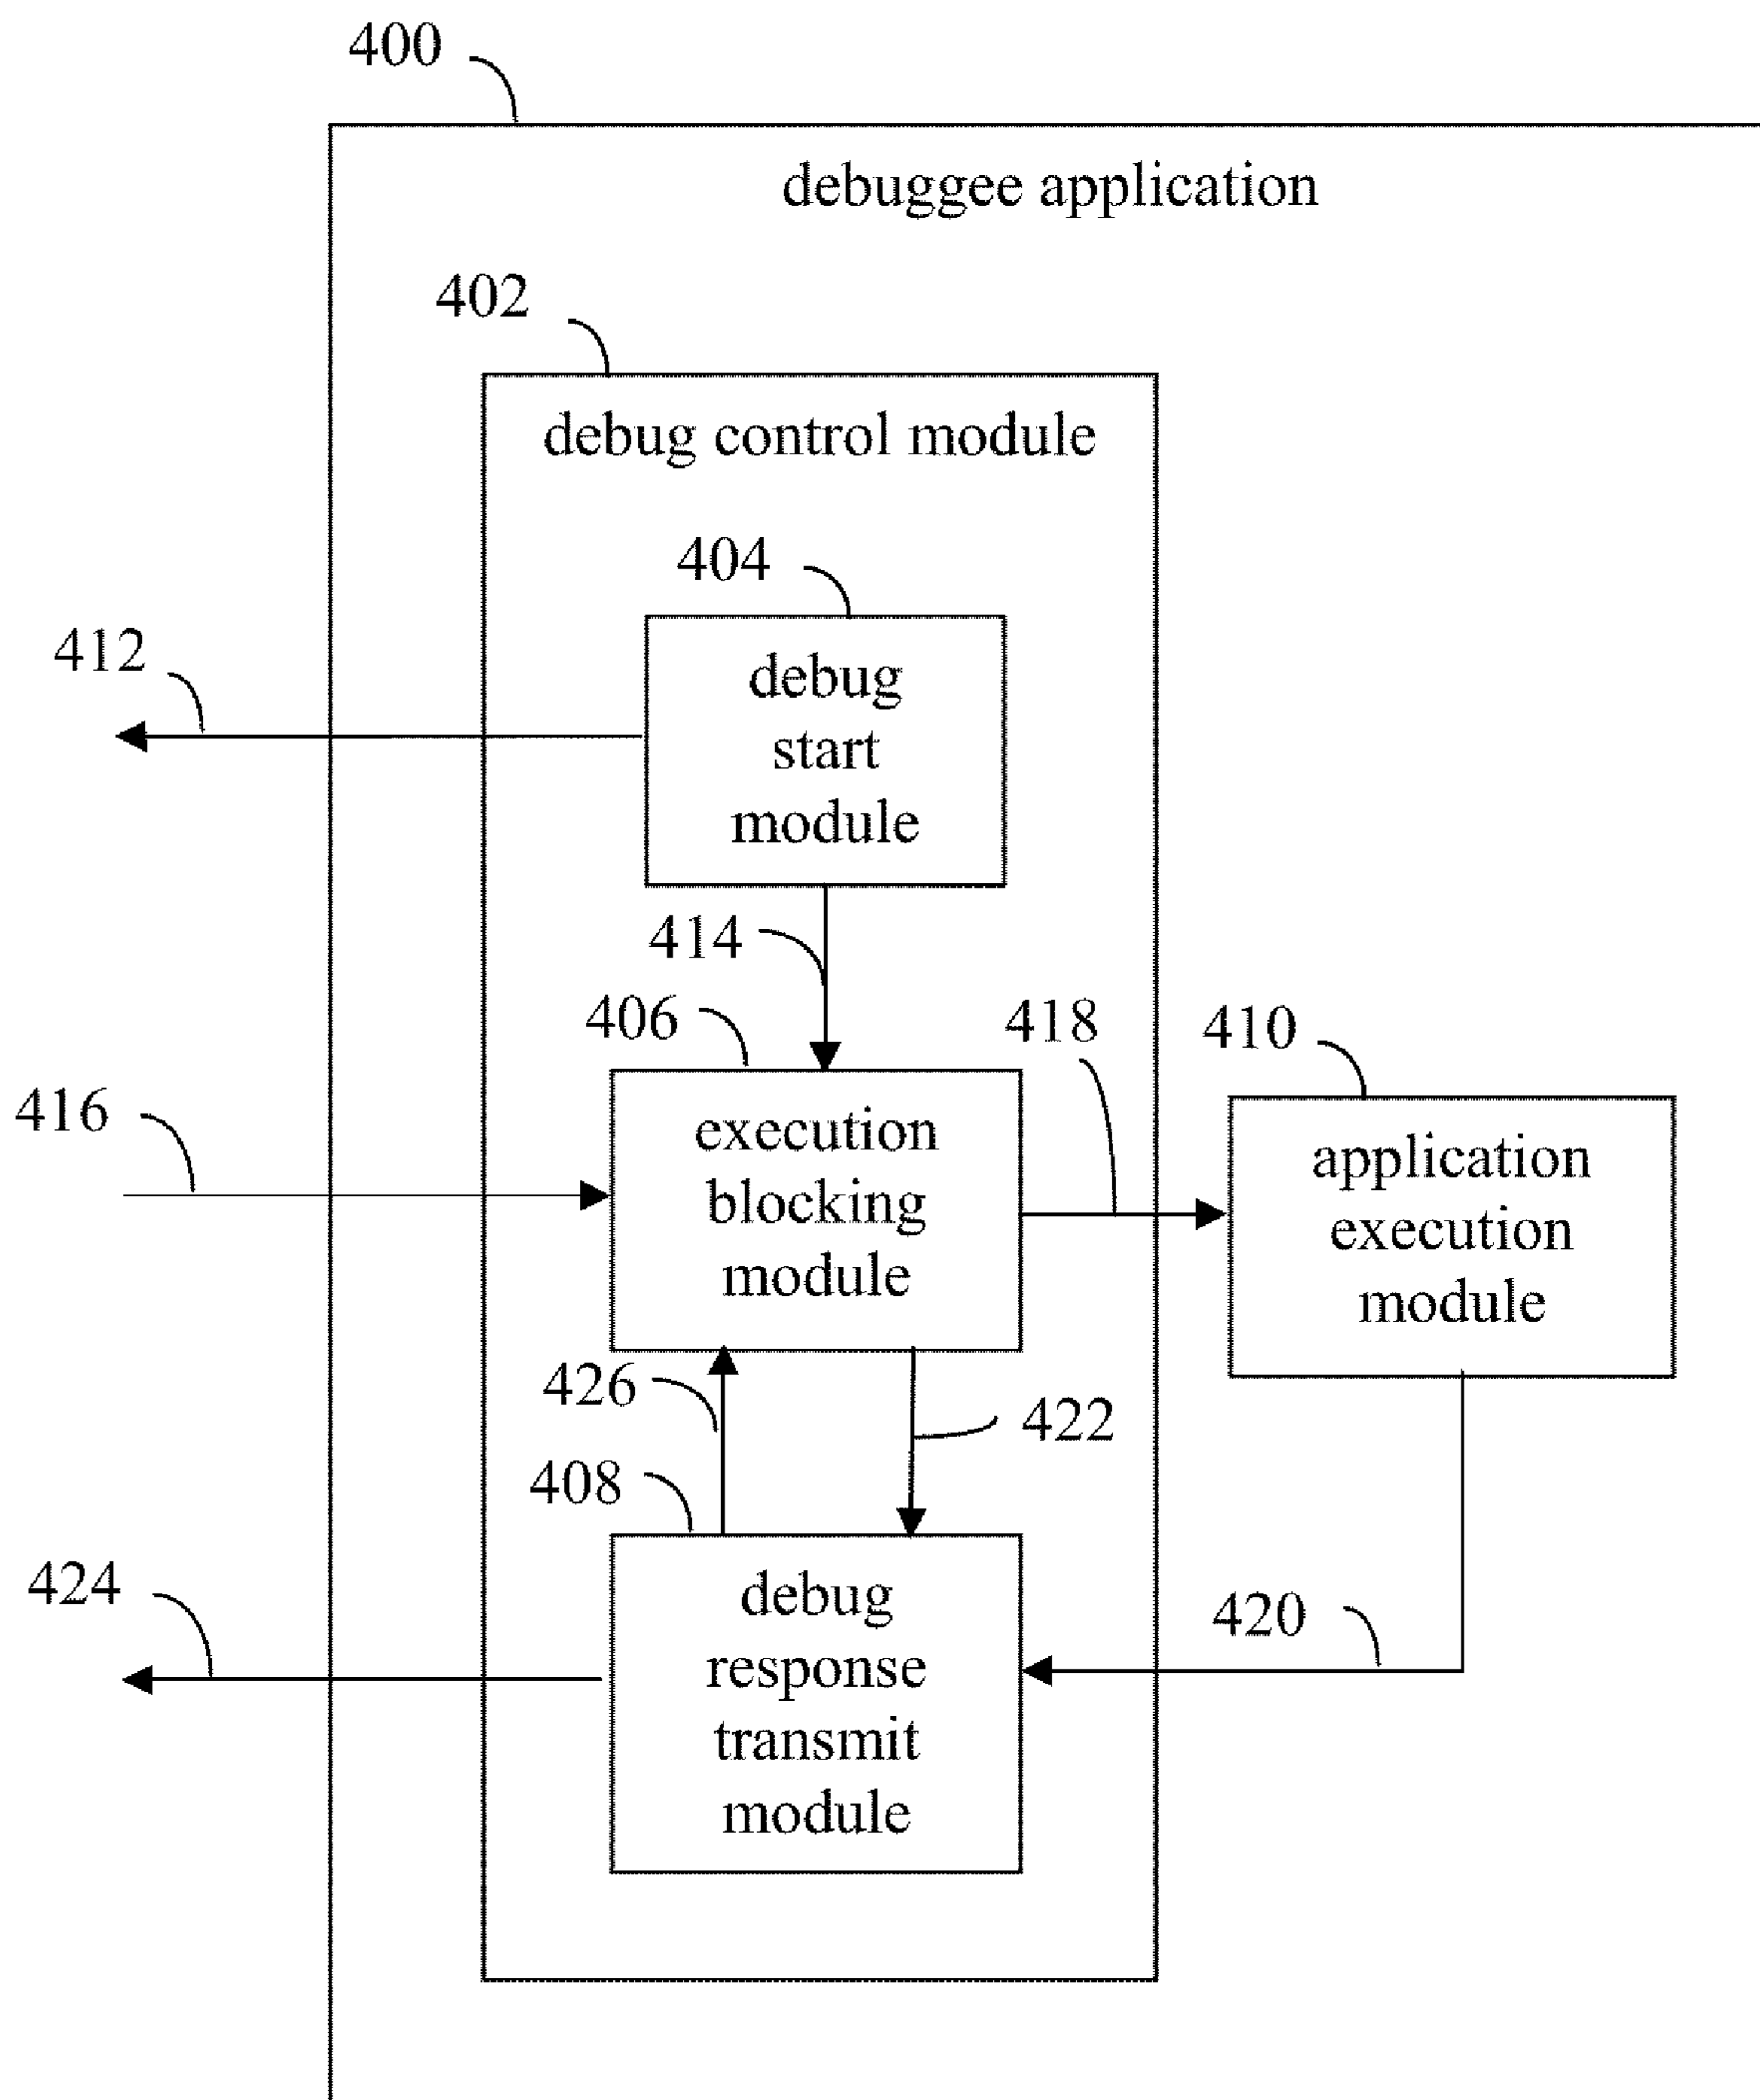 400
debuggee application
402
debug control module
404
412
debug
start
module
414
406
418
410
416
execution
blocking
module
application
execution
module
426
422
408
424
debug
response
transmit
module
420